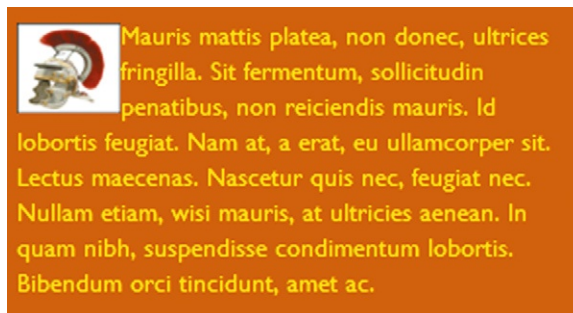 Mauris mattis platea, non donec, ultrices
fringilla. Sit fermentum, sollicitudin
penatibus, non reiciendis mauris. Id
lobortis feugiat. Nam at, a erat, eu ullamcorper sit.
Lectus maecenas. Nascetur quis nec, feugiat nec.
Nullam etiam, wisi mauris, at ultricies aenean. In
quam nibh, suspendisse condimentum lobortis.
Bibendum orci tincidunt, amet ac.